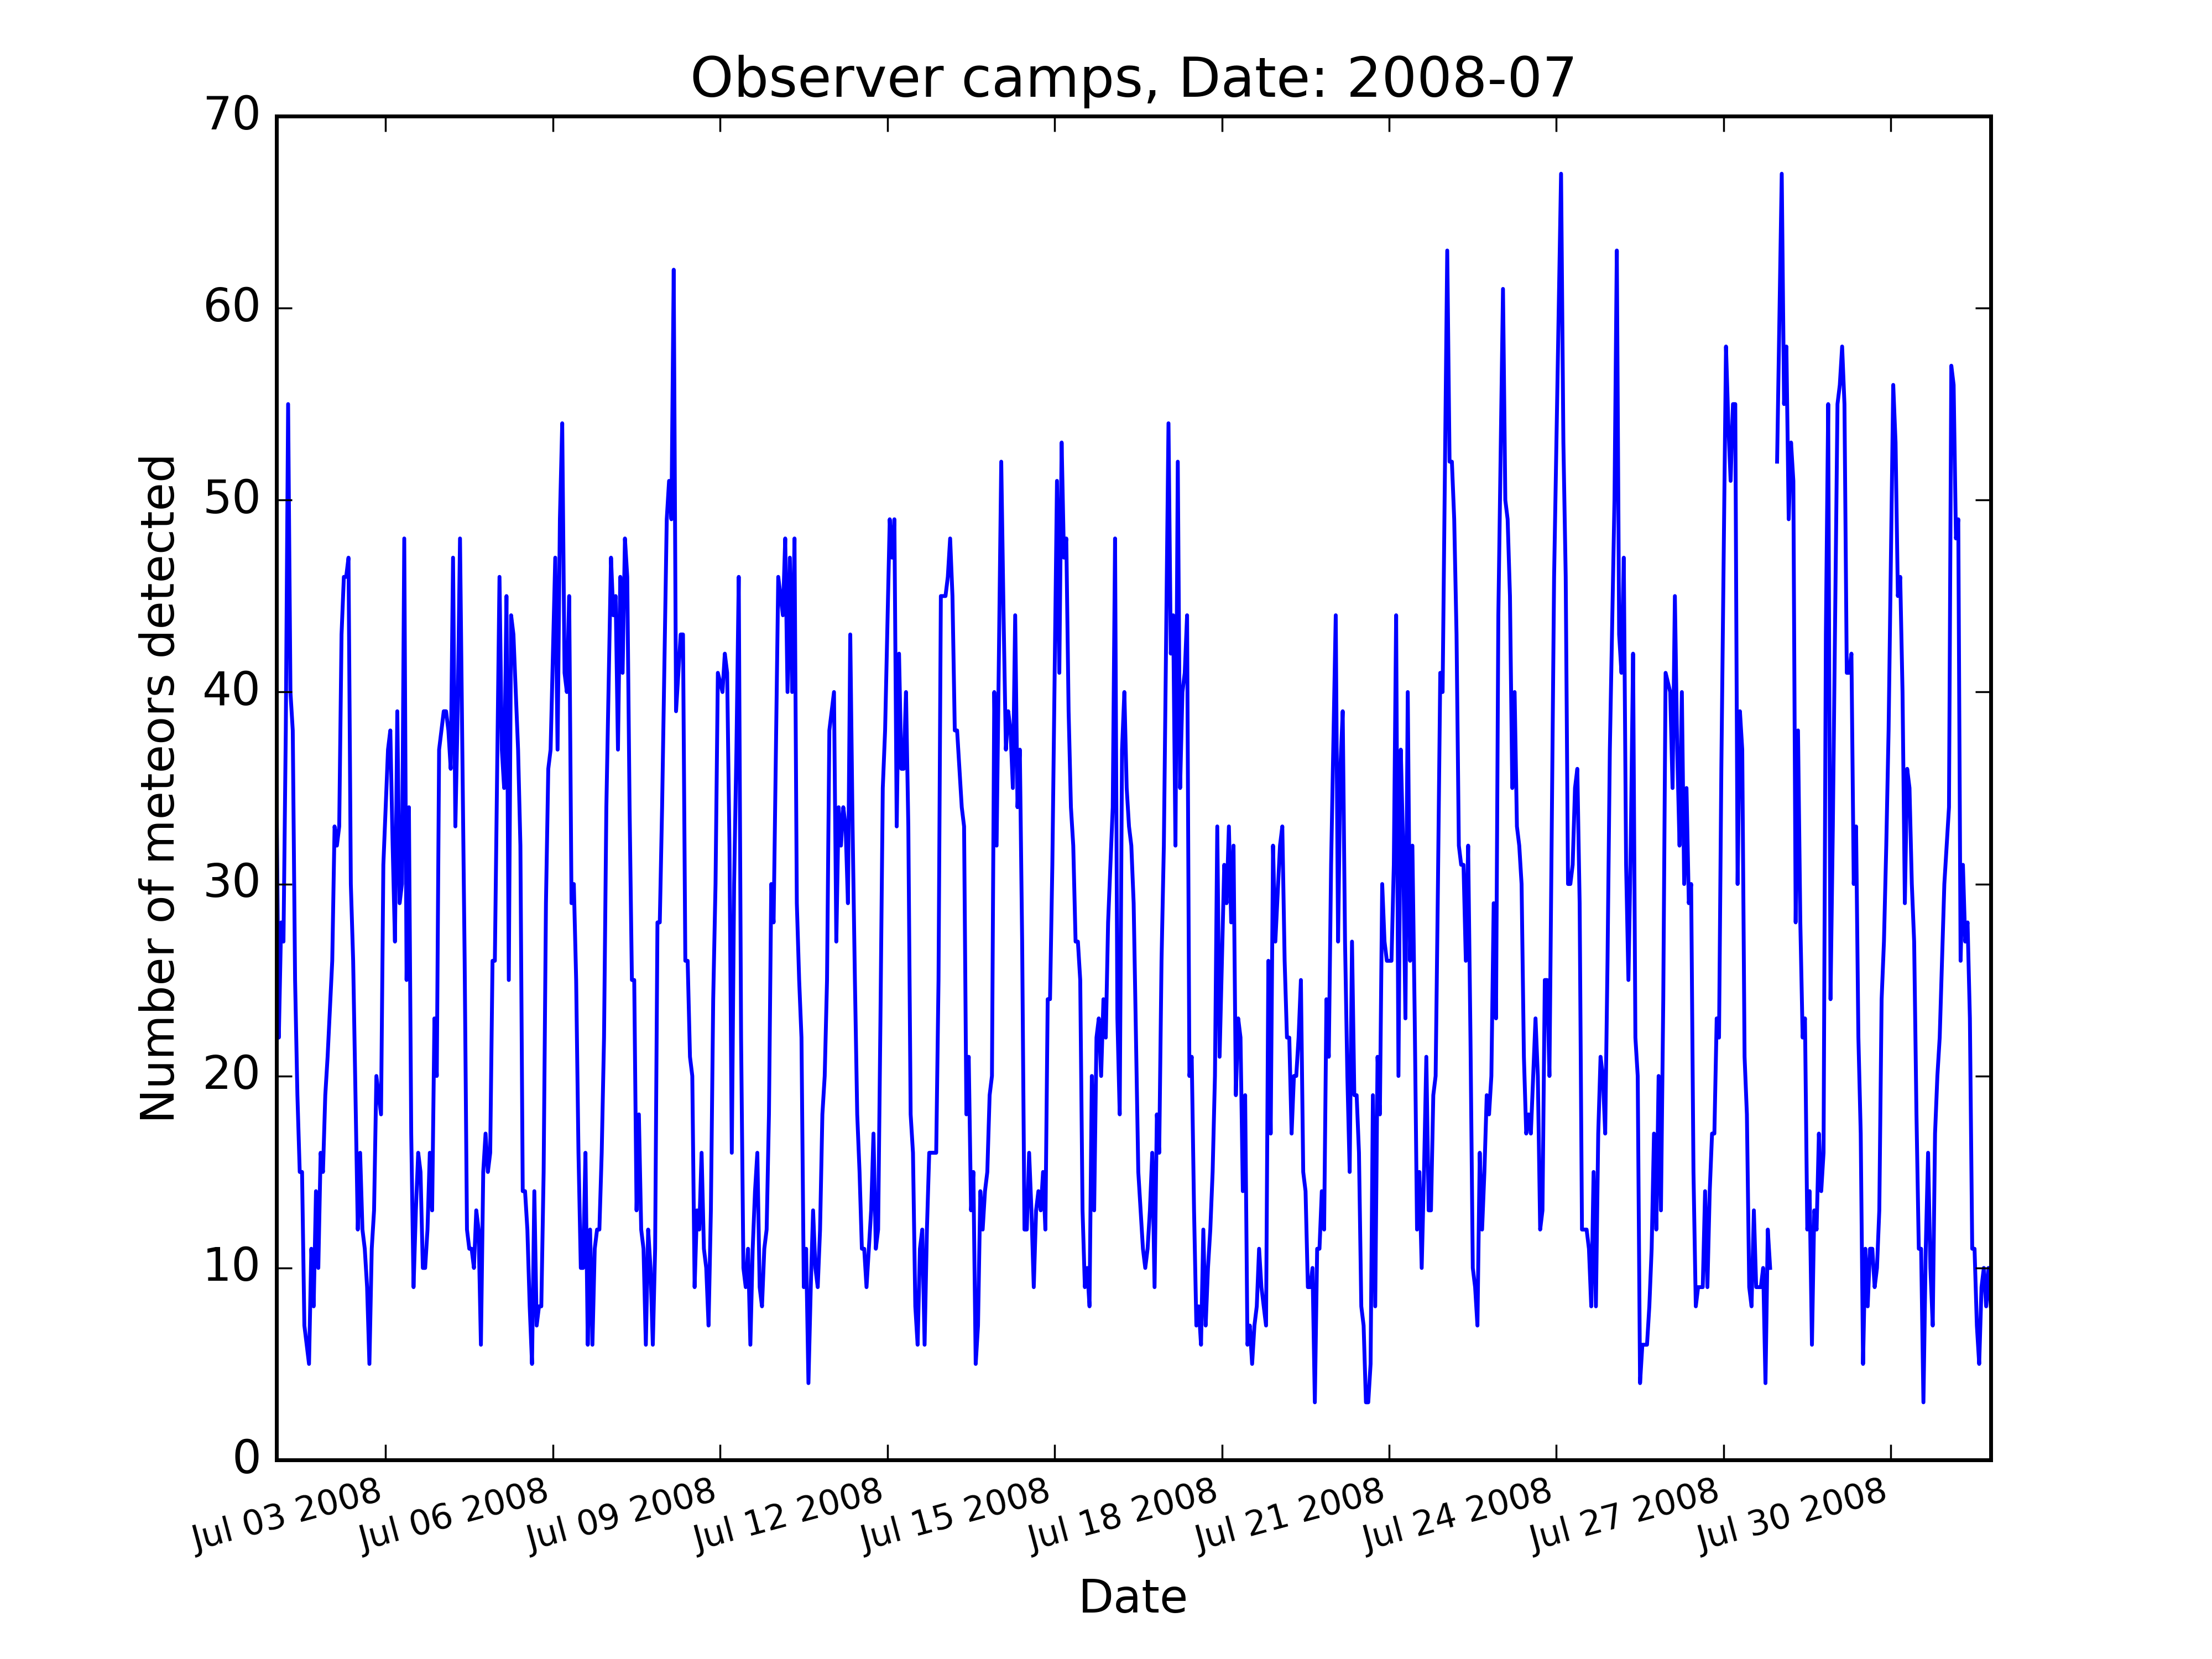 Observer camps, Date: 2008-07
Number of meteors detected
70
60
50
40
30
20
10
0
Jul 03 2008
Jul 06 2008
Jul 09 2008
Jul 12 2008
Jul 15 2008
Jul 18 2008
Jul 21 2008
Jul 24 2008
Jul 27 2008
Jul 30 2008
Date